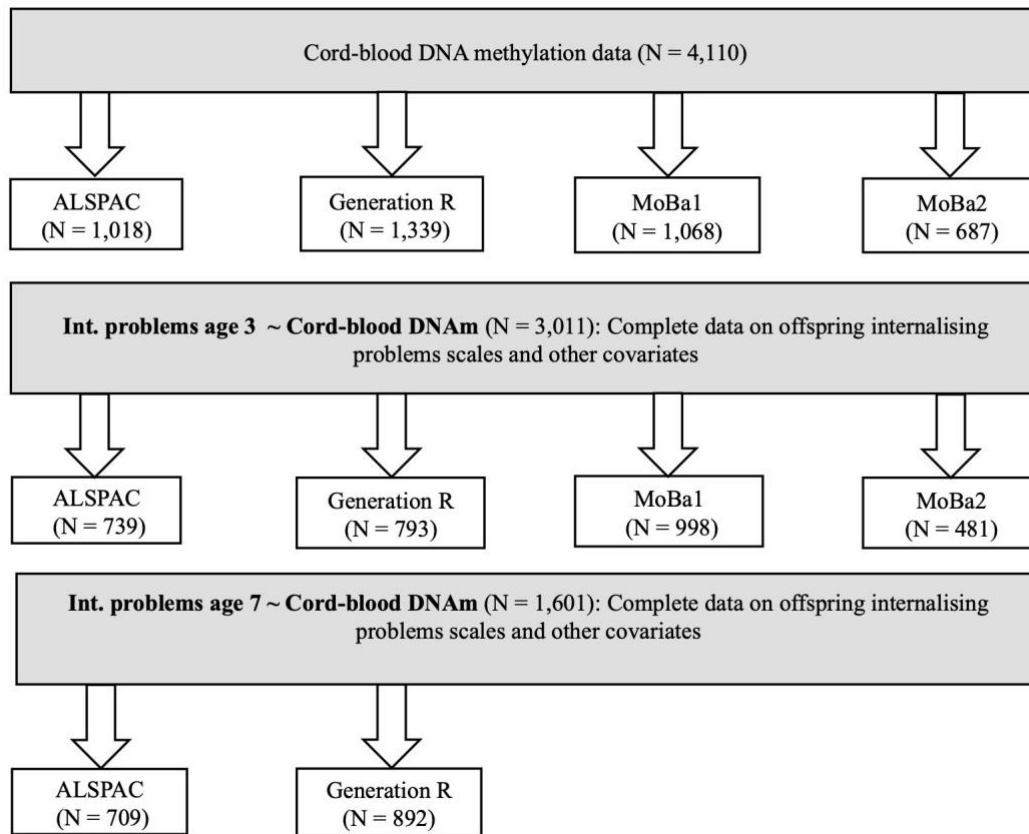 Cord-blood DNA methylation data (N = 4,110)
ALSPAC
(N = 1,018)
Generation R
(N = 1,339)
MoBa1
(N = 1,068)
MoBa2
(N = 687)
Int. problems age 3 ~ Cord-blood DNAm (N = 3,011): Complete data on offspring internalising
problems scales and other covariates
ALSPAC
(N = 739)
Generation R
(N = 793)
MoBa1
(N = 998)
MoBa2
(N = 481)
Int. problems age 7 ~ Cord-blood DNAm (N = 1,601): Complete data on offspring internalising
problems scales and other covariates
ALSPAC
(N = 709)
Generation R
(N = 892)